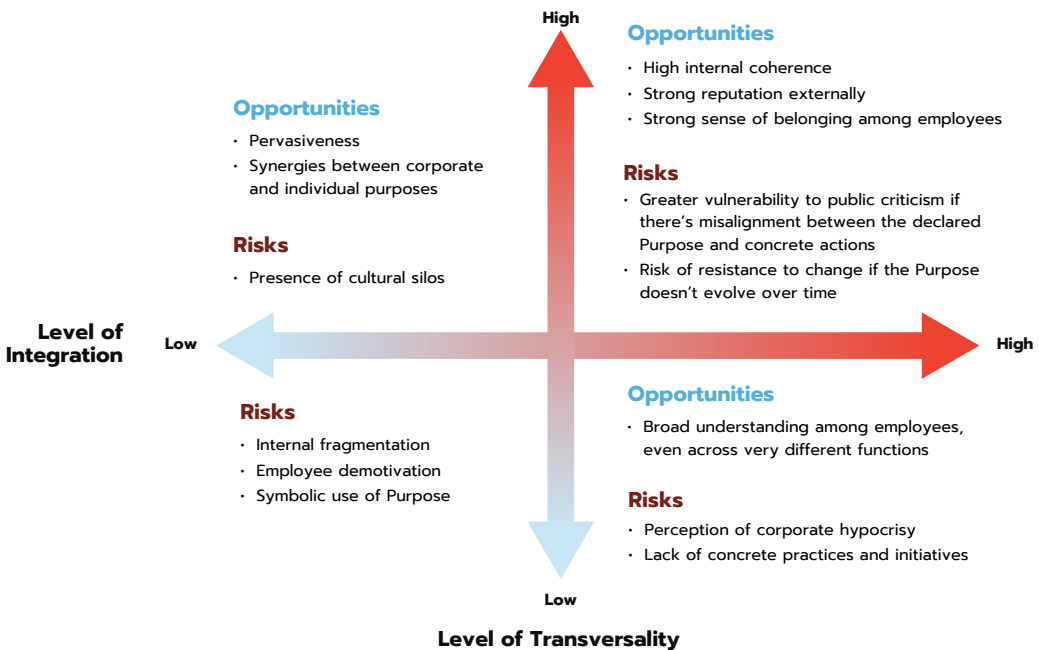 High
Opportunities
• High internal coherence
• Strong reputation externally
• Strong sense of belonging among employees
Risks
• Greater vulnerability to public criticism if
there’s misalignment between the declared
Purpose and concrete actions
• Risk of resistance to change if the Purpose
doesn’t evolve over time
Opportunities
• Pervasiveness
• Synergies between corporate
and individual purposes
Risks
• Presence of cultural silos
Level of
Integration
Low
High
Risks
• Internal fragmentation
• Employee demotivation
• Symbolic use of Purpose
Opportunities
• Broad understanding among employees,
even across very different functions
Risks
• Perception of corporate hypocrisy
• Lack of concrete practices and initiatives
Low
Level of Transversality